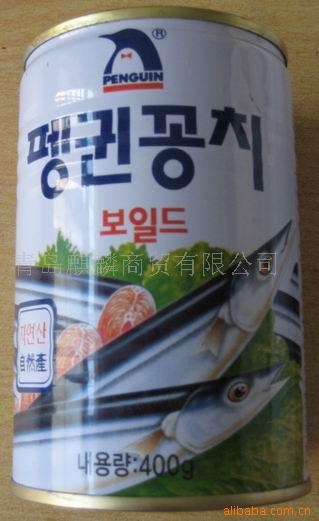 ®
PENGUIN
펭귄꽁치
보일드
青岛麒麟商贸有限公司
자연산
自然産
내용량:400g
alibaba.com.cn